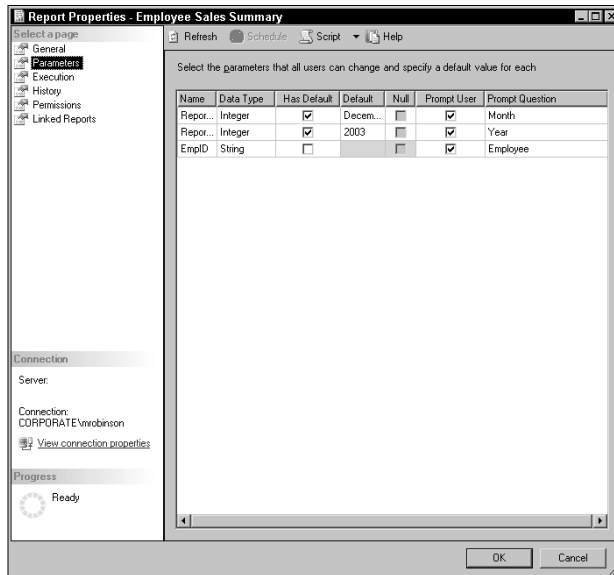 Report Properties - Employee Sales Summary
Select a page
General
Parameters
Execution
History
Permissions
Linked Reports
Refresh Schedule Script Help
Select the parameters that all users can change and specify a default value for each
Name Data Type Has Default Default Null Prompt User Prompt Question
Repor... Integer Decem... Month
Repor... Integer 2003 Year
EmpID String Employee
Connection
Server:
Connection:
CORPORATE\mrobinson
View connection properties
Progress
Ready
OK Cancel